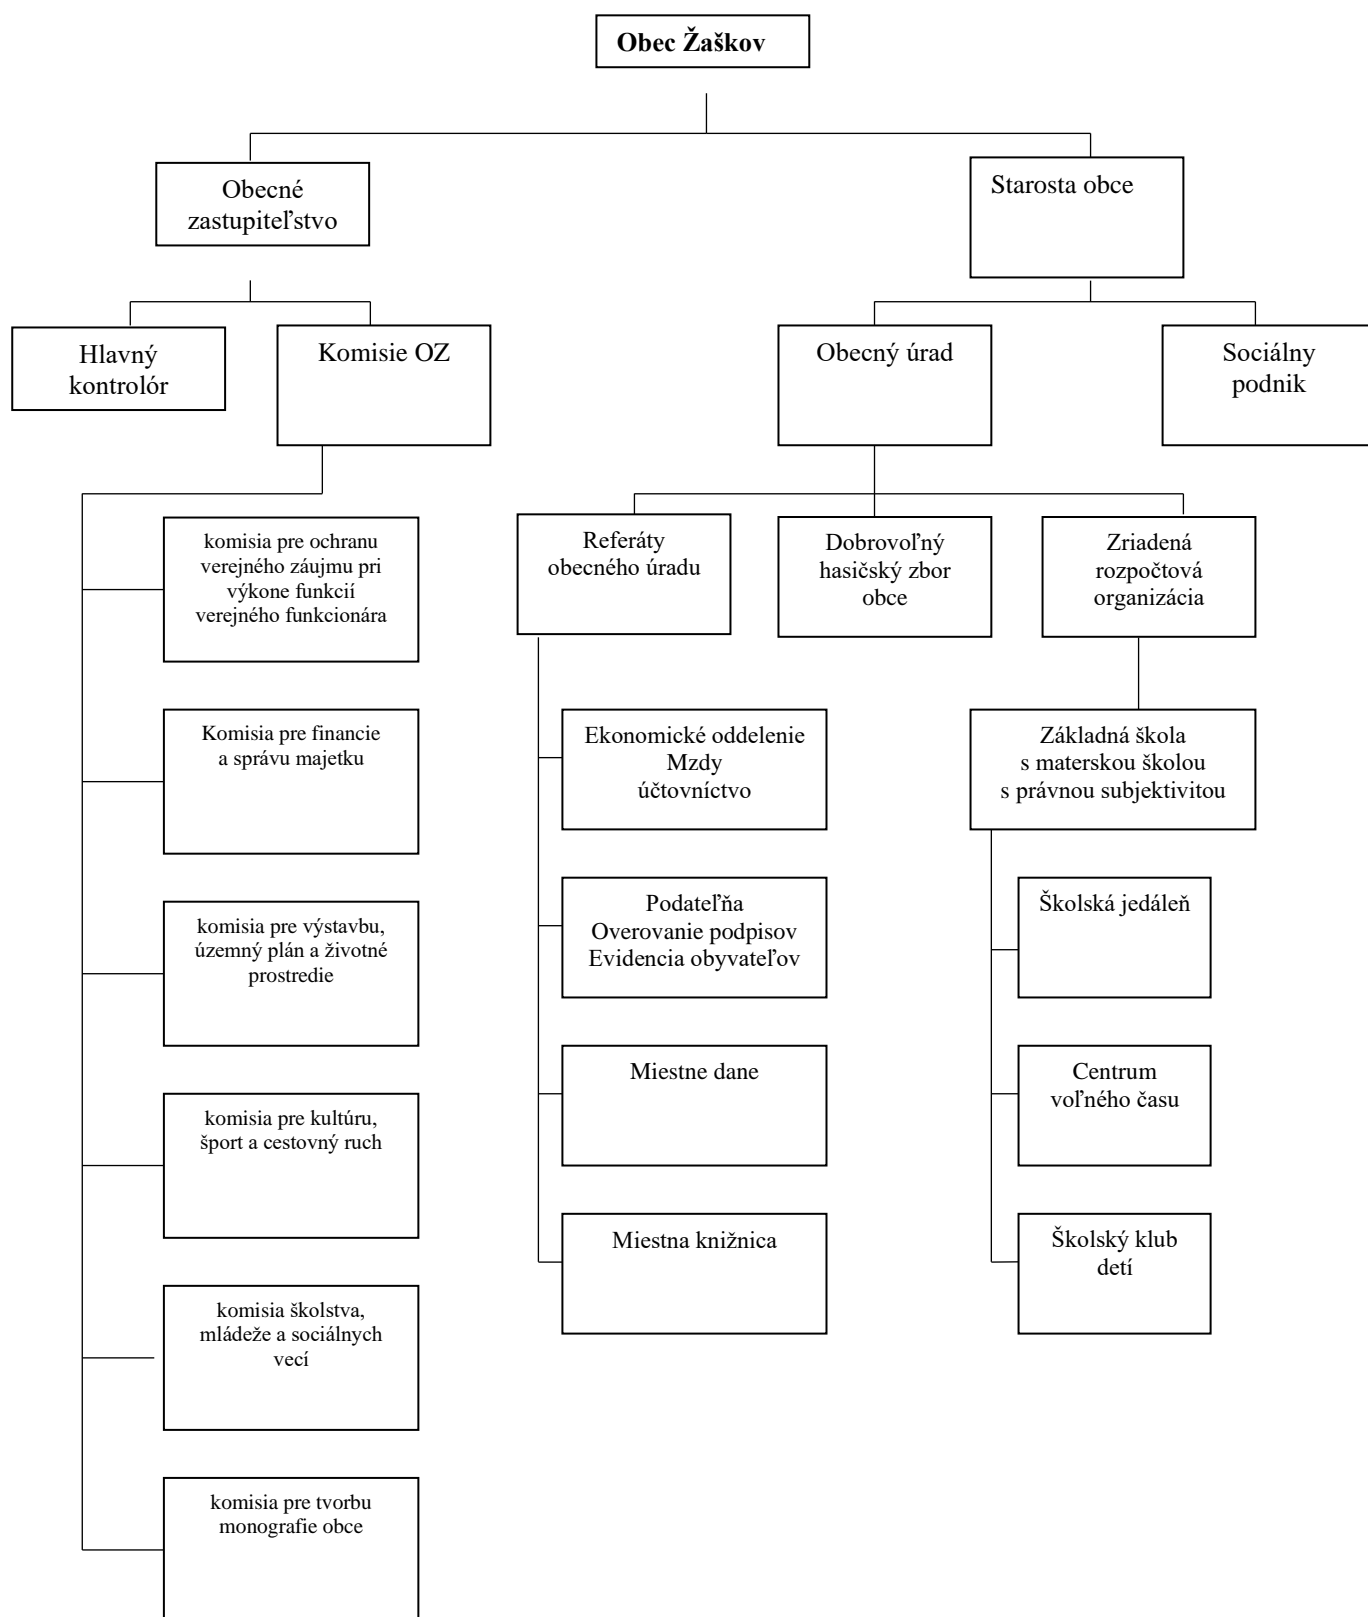 Obec Žaškov
Obecné
zastupiteľstvo
Starosta obce
Hlavný
kontrolór
Komisie OZ
Obecný úrad
Sociálny
podnik
komisia pre ochranu
verejného záujmu pri
výkone funkcií
verejného funkcionára
Komisia pre financie
a správu majetku
komisia pre výstavbu,
územný plán a životné
prostredie
komisia pre kultúru,
šport a cestovný ruch
komisia školstva,
mládeže a sociálnych
vecí
komisia pre tvorbu
monografie obce
Referáty
obecného úradu
Dobrovoľný
hasičský zbor
obce
Zriadená
rozpočtová
organizácia
Ekonomické oddelenie
Mzdy
účtovníctvo
Podateľňa
Overovanie podpisov
Evidencia obyvateľov
Miestne dane
Miestna knižnica
Základná škola
s materskou školou
s právnou subjektivitou
Školská jedáleň
Centrum
voľného času
Školský klub
detí